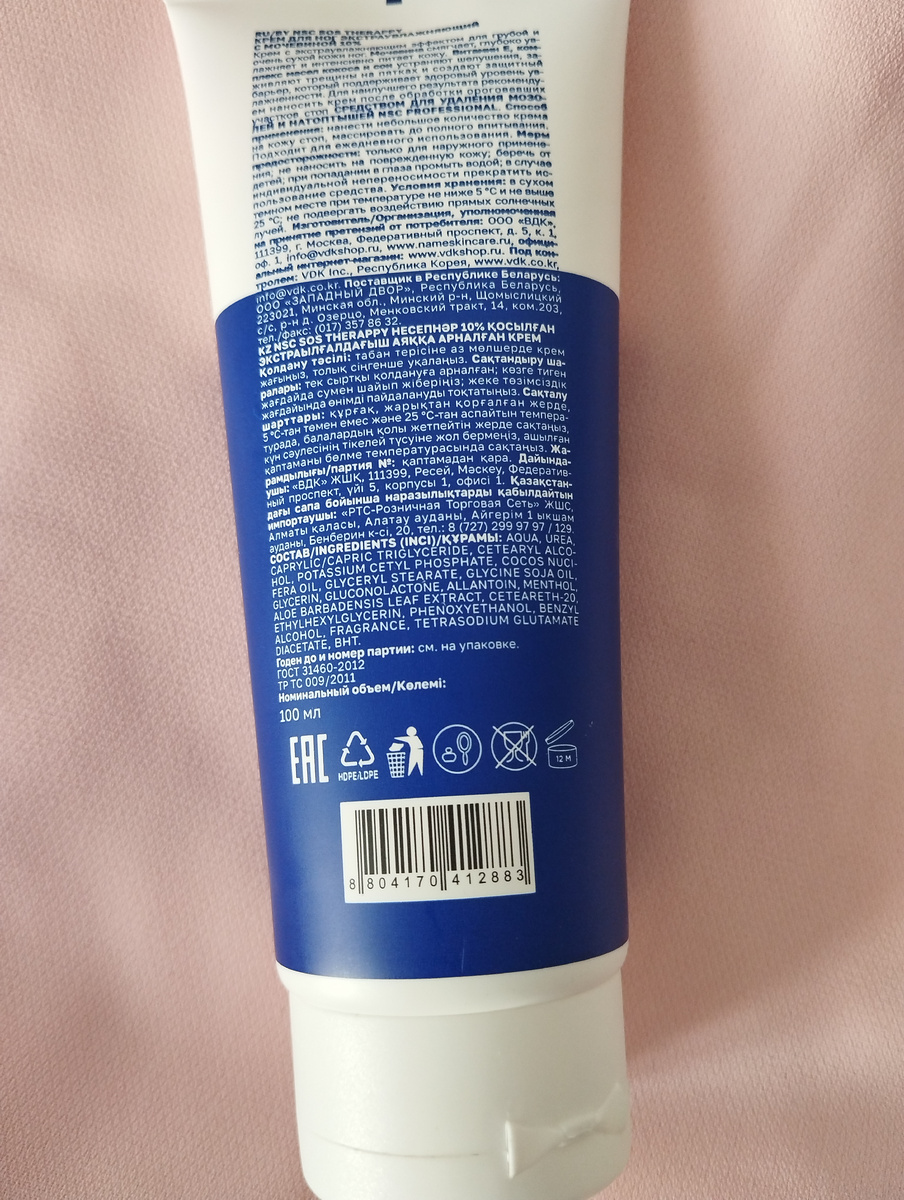 RU/BY NSC SOS THERAPPY
КРЕМ ДЛЯ НОГ ЭКСТРАУВЛАЖНЯЮЩИЙ
С МОЧЕВИНОЙ 10%
Крем с экстраувлажняющим эффектом для грубой и
очень сухой кожи ног. Мочевина смягчает, глубоко ув-
лажняет и интенсивно питает кожу. Витамин Е, ком-
плекс масел кокоса и сои устраняют шелушения, за-
живляют трещины на пятках и создают защитный
барьер, который поддерживает здоровый уровень ув-
лажненности. Для наилучшего результата рекоменду-
ем наносить крем после обработки ороговевших
участков стоп СРЕДСТВОМ ДЛЯ УДАЛЕНИЯ МОЗО-
ЛЕЙ И НАТОПТЫШЕЙ NSC PROFESSIONAL. Способ
применения: нанести небольшое количество крема
на кожу стоп, массировать до полного впитывания.
Подходит для ежедневного использования. Меры
предосторожности: только для наружного примене-
ния, не наносить на поврежденную кожу; беречь от
детей; при попадании в глаза промыть водой; в случае
индивидуальной непереносимости прекратить ис-
пользование средства. Условия хранения: в сухом
темном месте при температуре не ниже 5 °C и не выше
25 °C; не подвергать воздействию прямых солнечных
лучей. Изготовитель/Организация, уполномоченная
на принятие претензий от потребителя: ООО «ВДК»,
111399, г. Москва, Федеративный проспект, д. 5, к. 1,
оф. 1, info@vdkshop.ru, www.nameskincare.ru, офици-
альный интернет-магазин: www.vdkshop.ru. Под кон-
тролем: VDK Inc., Республика Корея, www.vdk.co.kr,
info@vdk.co.kr. Поставщик в Республике Беларусь:
ООО «ЗАПАДНЫЙ ДВОР», Республика Беларусь,
223021, Минская обл., Минский р-н, Щомыслицкий
с/с, р-н д. Озерцо, Менковский тракт, 14, ком.203,
тел./факс: (017) 357 86 32.
KZ NSC SOS THERAPPY НЕСЕПНӘР 10% ҚОСЫЛҒАН
ЭКСТРАЫЛҒАЛДАҒЫШ АЯҚҚА АРНАЛҒАН КРЕМ
Қолдану тәсілі: табан терісіне аз мөлшерде крем
жағыңыз, толық сіңгенше уқалаңыз. Сақтандыру ша-
ралары: тек сыртқы қолдануға арналған; көзге тиген
жағдайда сумен шайып жіберіңіз; жеке төзімсіздік
жағдайында өнімді пайдалануды тоқтатыңыз. Сақталу
шарттары: құрғақ, жарықтан қорғалған жерде,
5 °C-тан төмен емес және 25 °C-тан аспайтын темпера-
турада, балалардың қолы жетпейтін жерде сақтаңыз,
күн сәулесінің тікелей түсуіне жол бермеңіз, ашылған
қаптаманы бөлме температурасында сақтаңыз. Жа-
рамдылығы/партия №: қаптамадан қара. Дайында-
ушы: «ВДК» ЖШҚ, 111399, Ресей, Мәскеу, Федератив-
ный проспект, үйі 5, корпусы 1, офисі 1. Қазақстан-
дағы сапа бойынша наразылықтарды қабылдайтын
импорттаушы: «РТС-Розничная Торговая Сеть» ЖШС,
Алматы қаласы, Алатау ауданы, Айгерім 1 ықшам
ауданы, Бенберин к-сі, 20, тел.: 8 (727) 299 97 97 / 129.
СОСТАВ/INGREDIENTS (INCI)/ҚҰРАМЫ: AQUA, UREA,
CAPRYLIC/CAPRIC TRIGLYCERIDE, CETEARYL ALCO-
HOL, POTASSIUM CETYL PHOSPHATE, COCOS NUCI-
FERA OIL, GLYCERYL STEARATE, GLYCINE SOJA OIL,
GLYCERIN, GLUCONOLACTONE, ALLANTOIN, MENTHOL,
ALOE BARBADENSIS LEAF EXTRACT, CETEARETH-20,
ETHYLHEXYLGLYCERIN, PHENOXYETHANOL, BENZYL
ALCOHOL, FRAGRANCE, TETRASODIUM GLUTAMATE
DIACETATE, BHT.
Годен до и номер партии: см. на упаковке.
ГОСТ 31460-2012
ТР ТС 009/2011
Номинальный объем/Көлемі:
100 мл
EAC
HDPE/LDPE
12 M
8 804170 412883